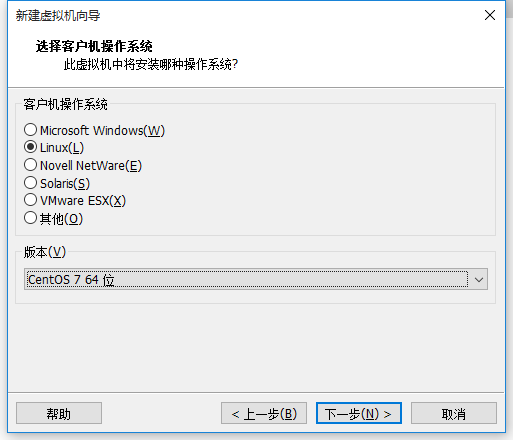 新建虚拟机向导
选择客户机操作系统
此虚拟机中将安装哪种操作系统?
客户机操作系统
Microsoft Windows(W)
Linux(L)
Novell NetWare(E)
Solaris(S)
VMware ESX(X)
其他(O)
版本(V)
CentOS 7 64 位
帮助
< 上一步(B)
下一步(N) >
取消